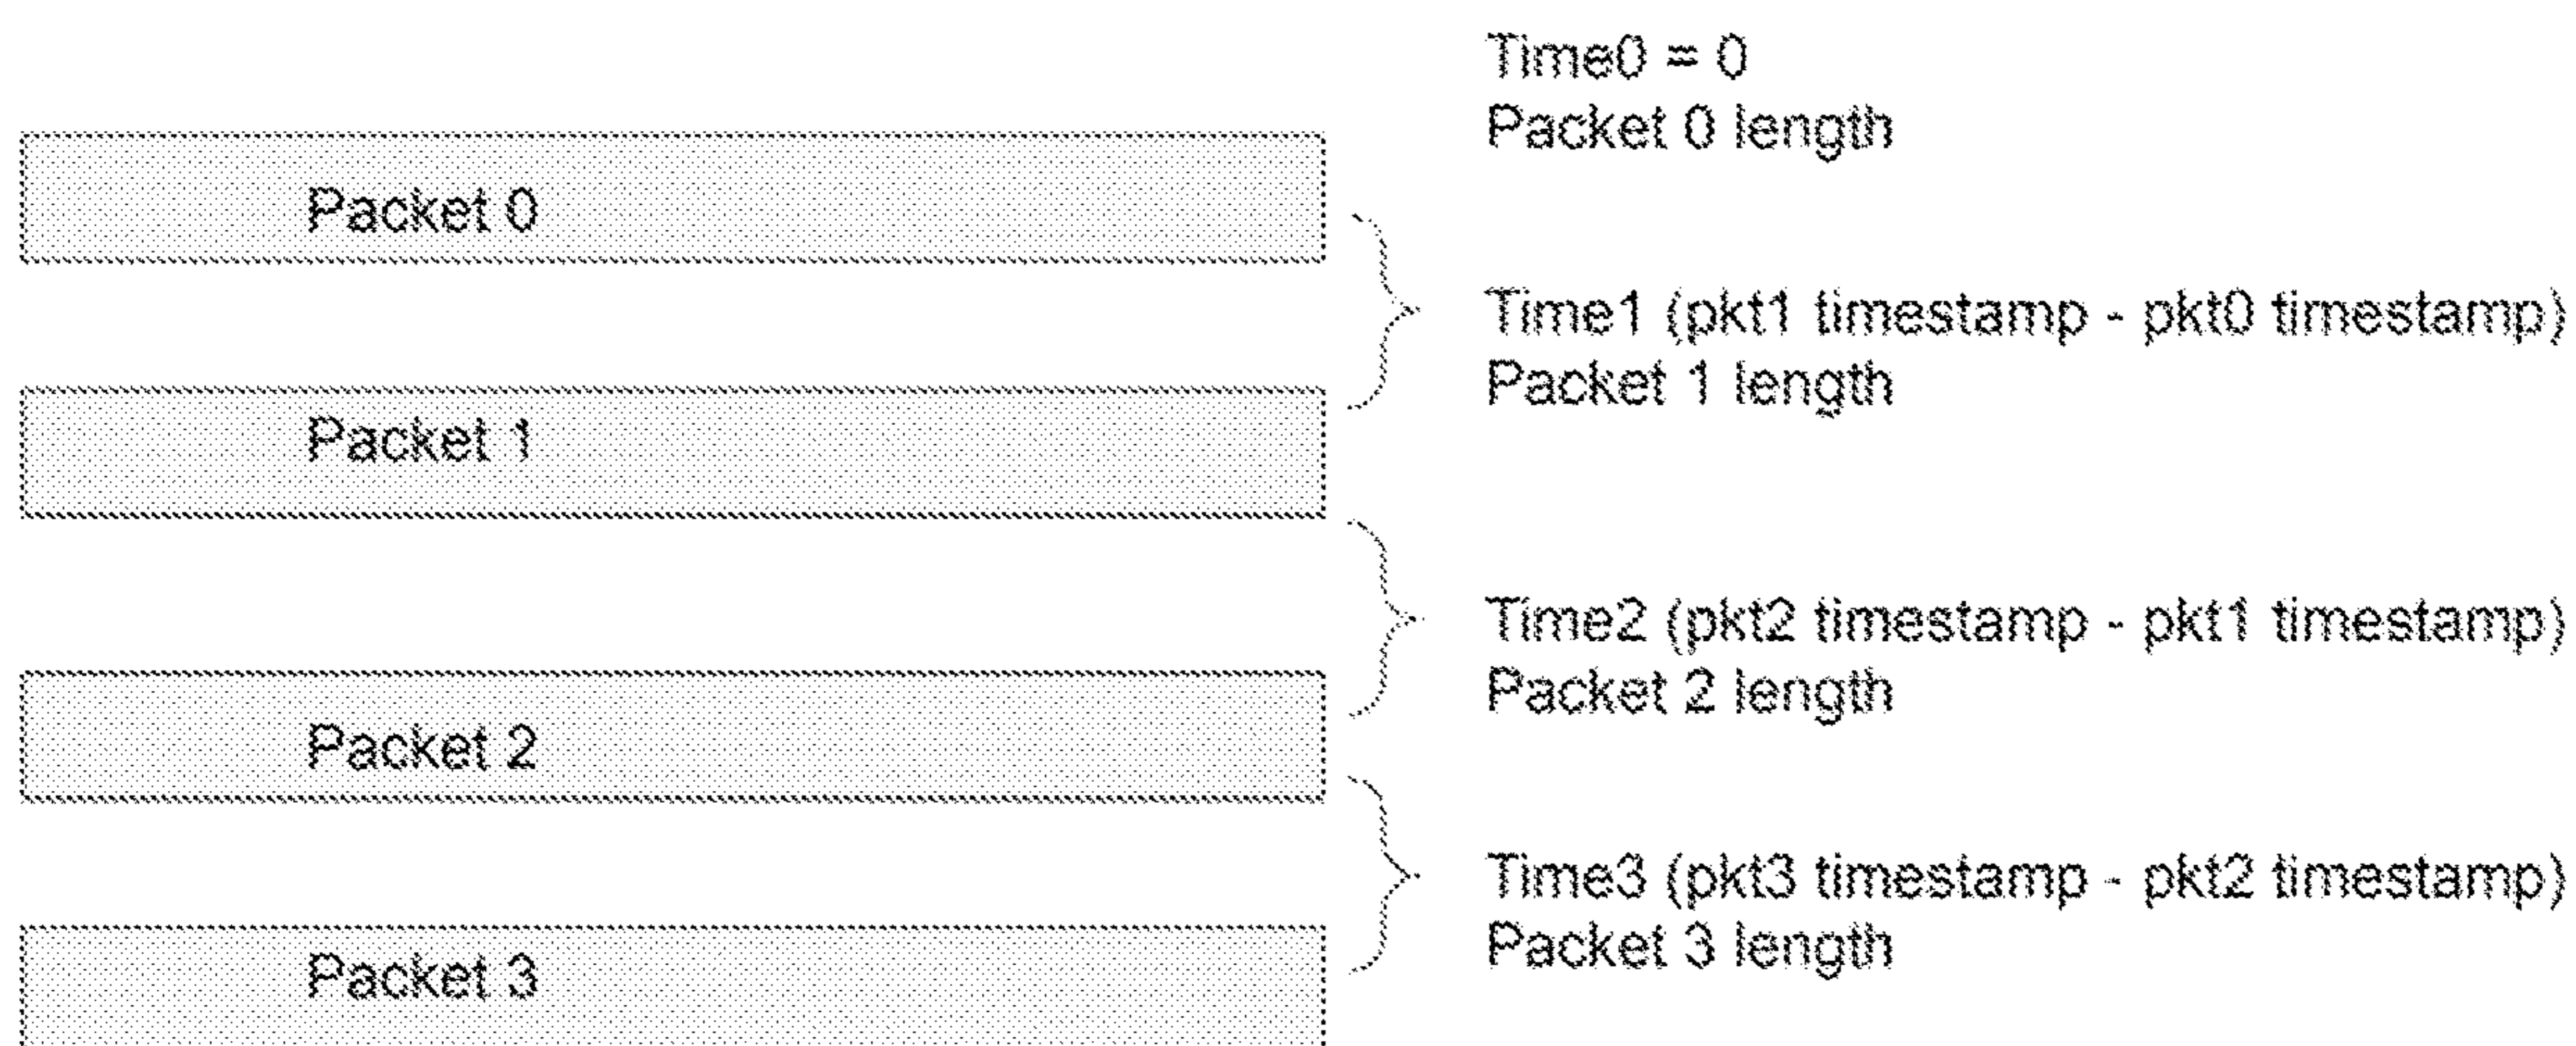 Time0 = 0
Packet 0 length
Packet 0
Time1 (pkt1 timestamp - pkt0 timestamp)
Packet 1 length
Packet 1
Time2 (pkt2 timestamp - pkt1 timestamp)
Packet 2 length
Packet 2
Time3 (pkt3 timestamp - pkt2 timestamp)
Packet 3 length
Packet 3